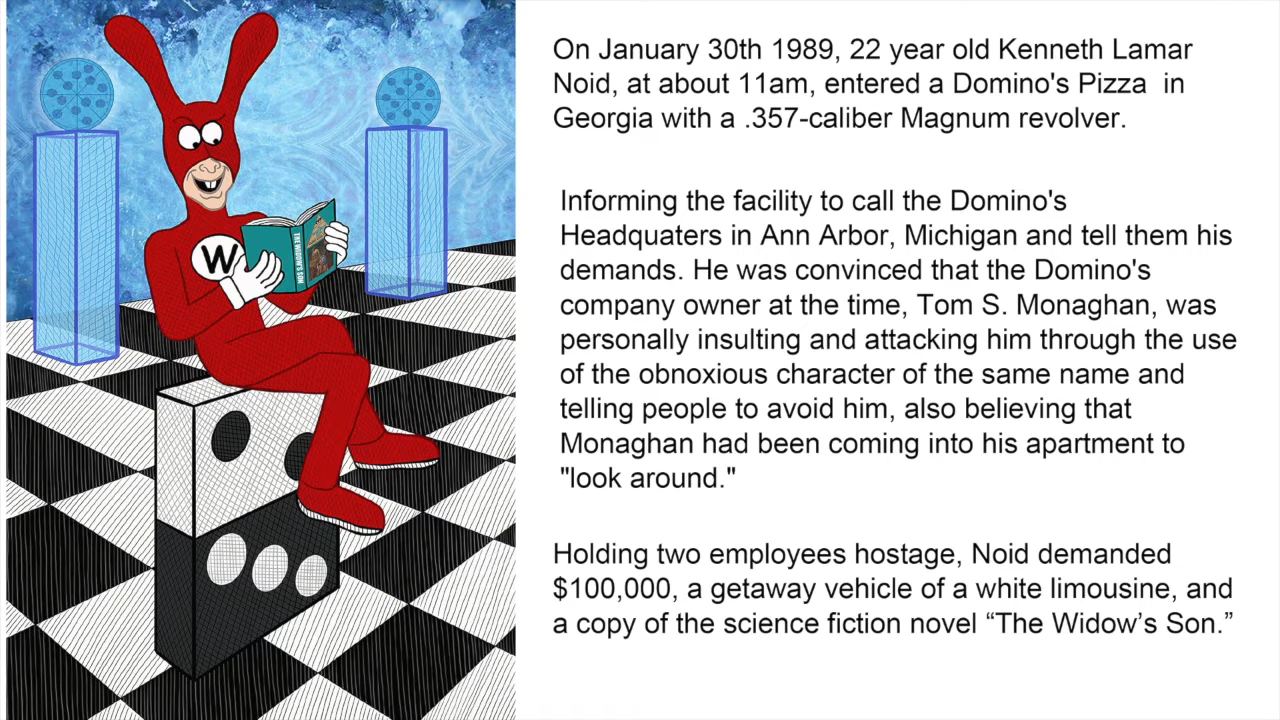 On January 30th 1989, 22 year old Kenneth Lamar
Noid, at about 11am, entered a Domino's Pizza  in
Georgia with a .357-caliber Magnum revolver.
Informing the facility to call the Domino's
Headquaters in Ann Arbor, Michigan and tell them his
demands. He was convinced that the Domino's
company owner at the time, Tom S. Monaghan, was
personally insulting and attacking him through the use
of the obnoxious character of the same name and
telling people to avoid him, also believing that
Monaghan had been coming into his apartment to
"look around."
Holding two employees hostage, Noid demanded
$100,000, a getaway vehicle of a white limousine, and
a copy of the science fiction novel “The Widow’s Son.”
W
THE WIDOW'S SON